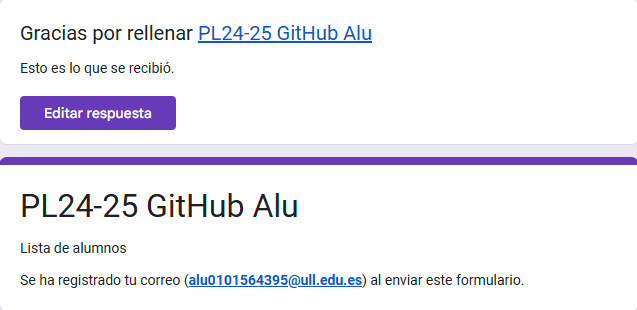 Gracias por rellenar PL24-25 GitHub Alu
Esto es lo que se recibió.
Editar respuesta
PL24-25 GitHub Alu
Lista de alumnos
Se ha registrado tu correo (alu0101564395@ull.edu.es) al enviar este formulario.